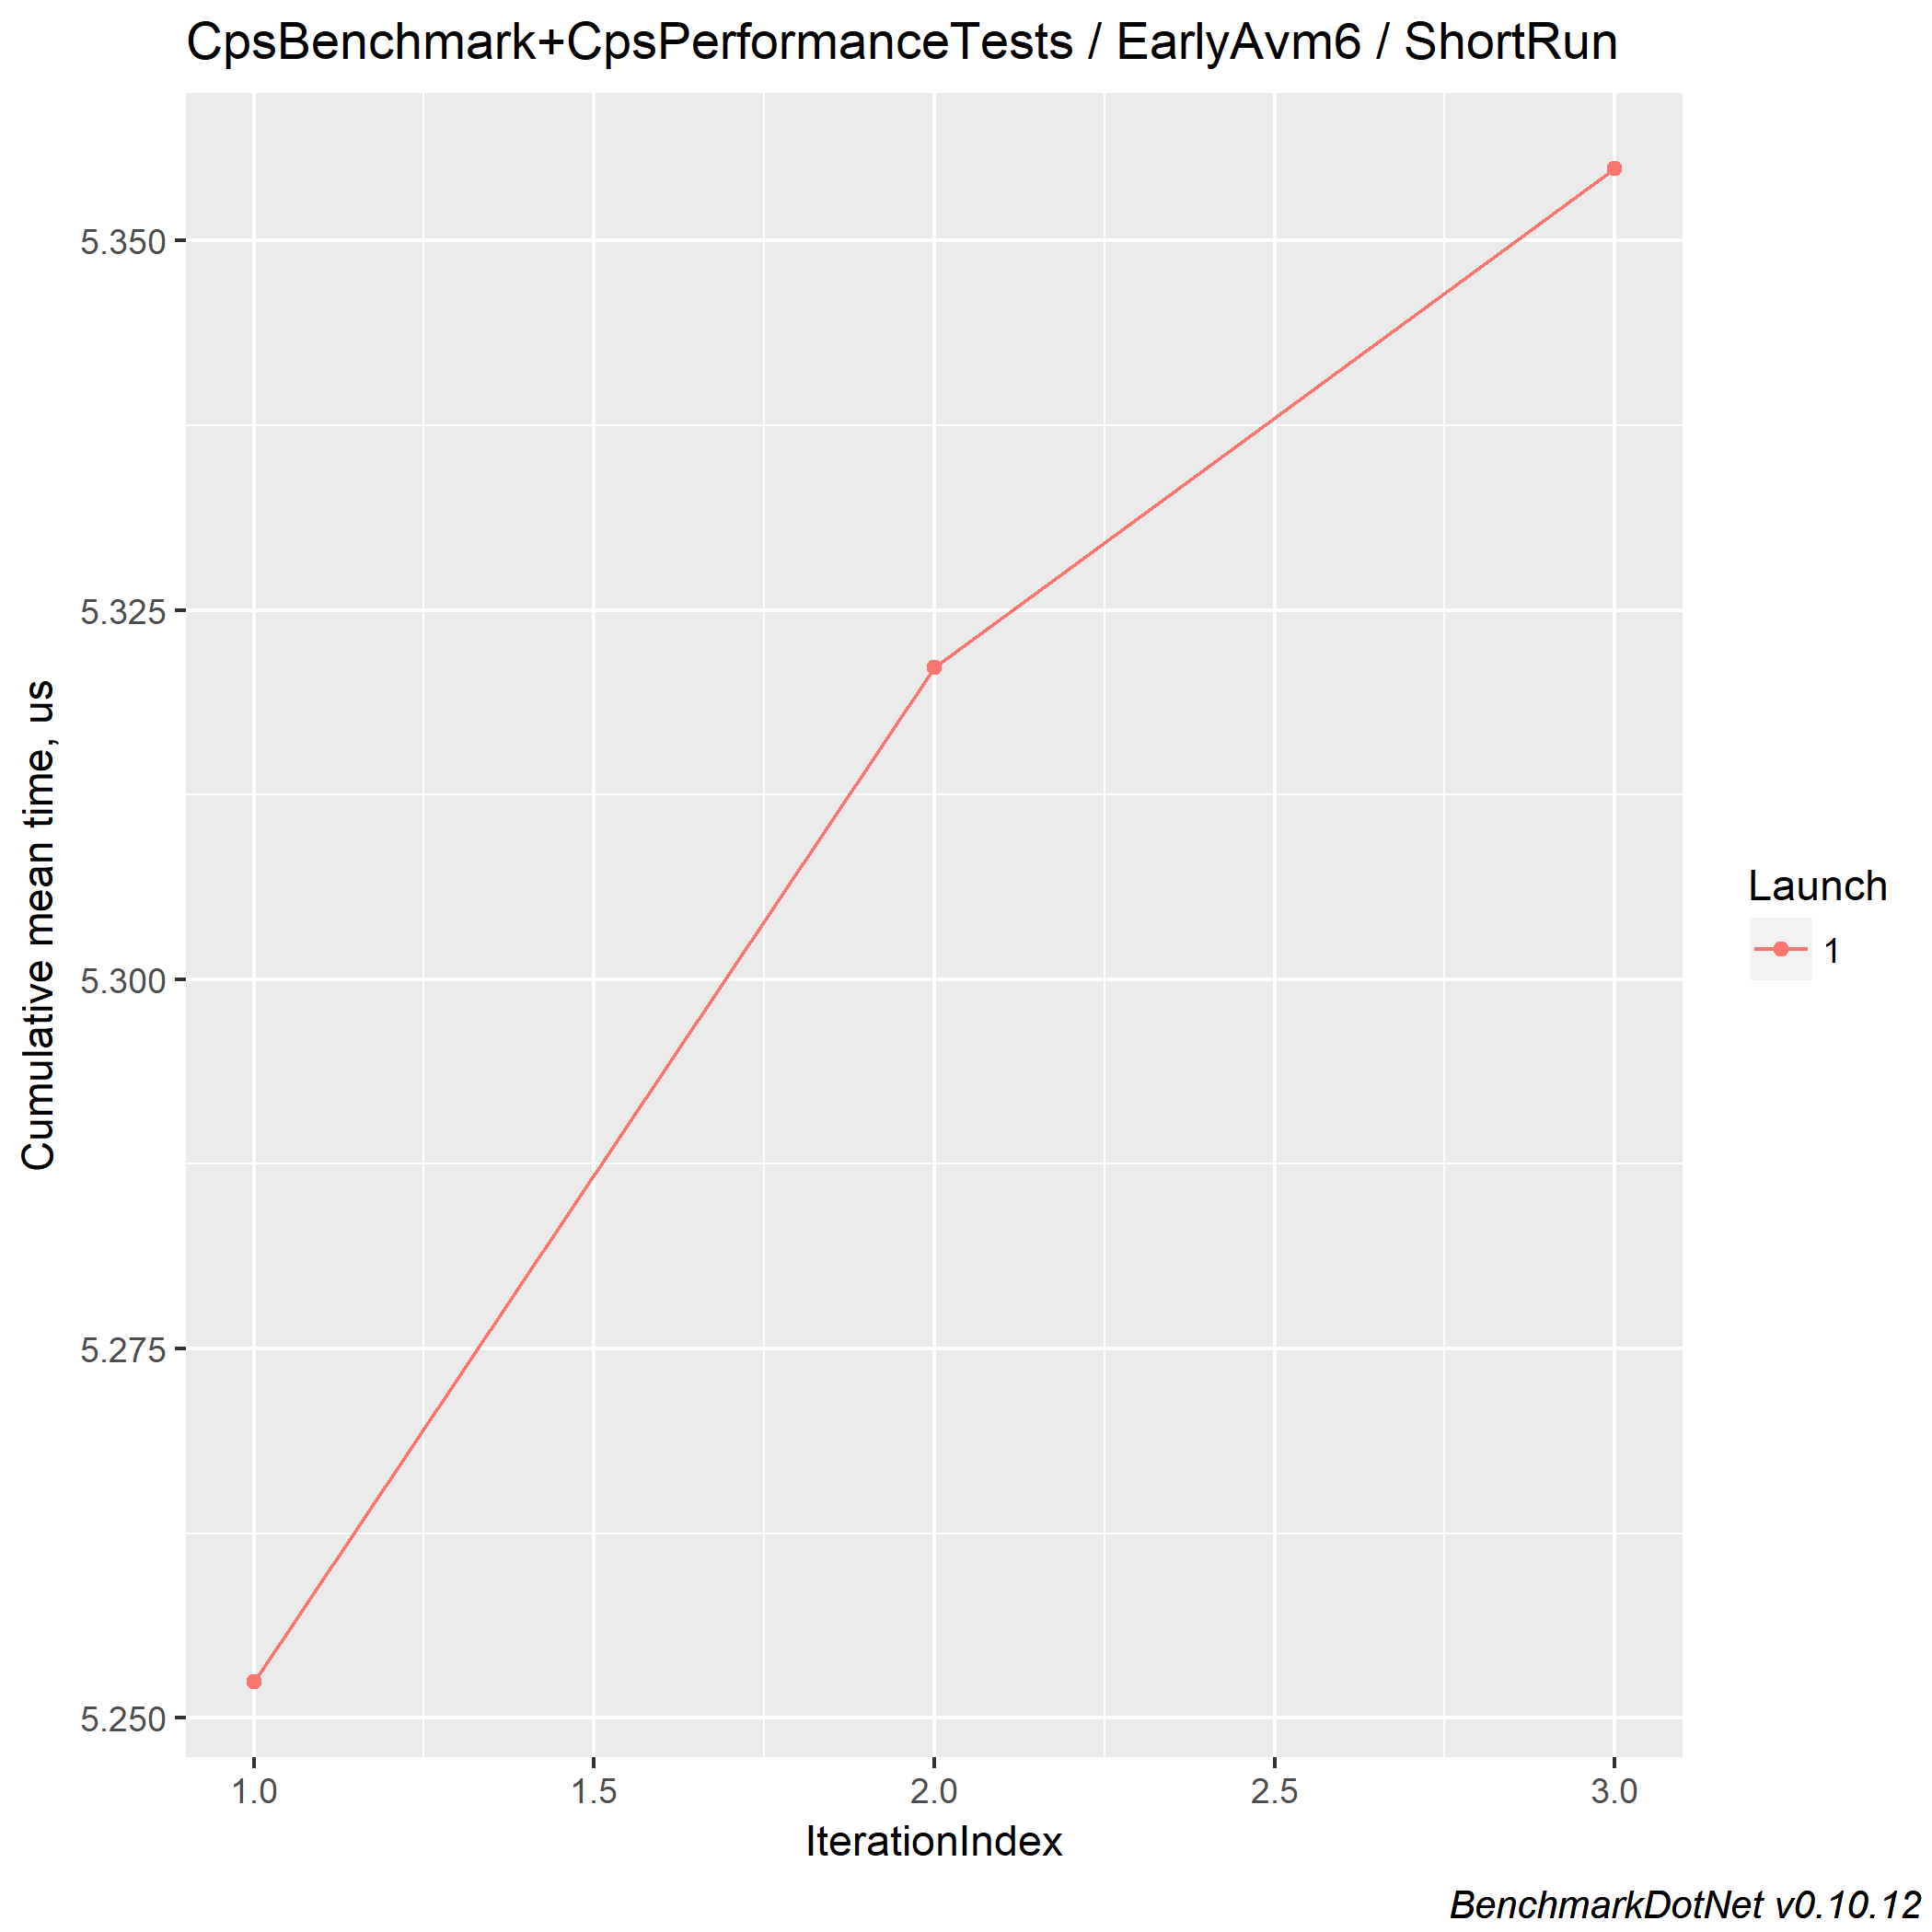 CpsBenchmark+CpsPerformanceTests / EarlyAvm6 / ShortRun
Cumulative mean time, us
5.350
5.325
5.300
5.275
5.250
1.0 1.5 2.0 2.5 3.0
IterationIndex
Launch
1
BenchmarkDotNet v0.10.12